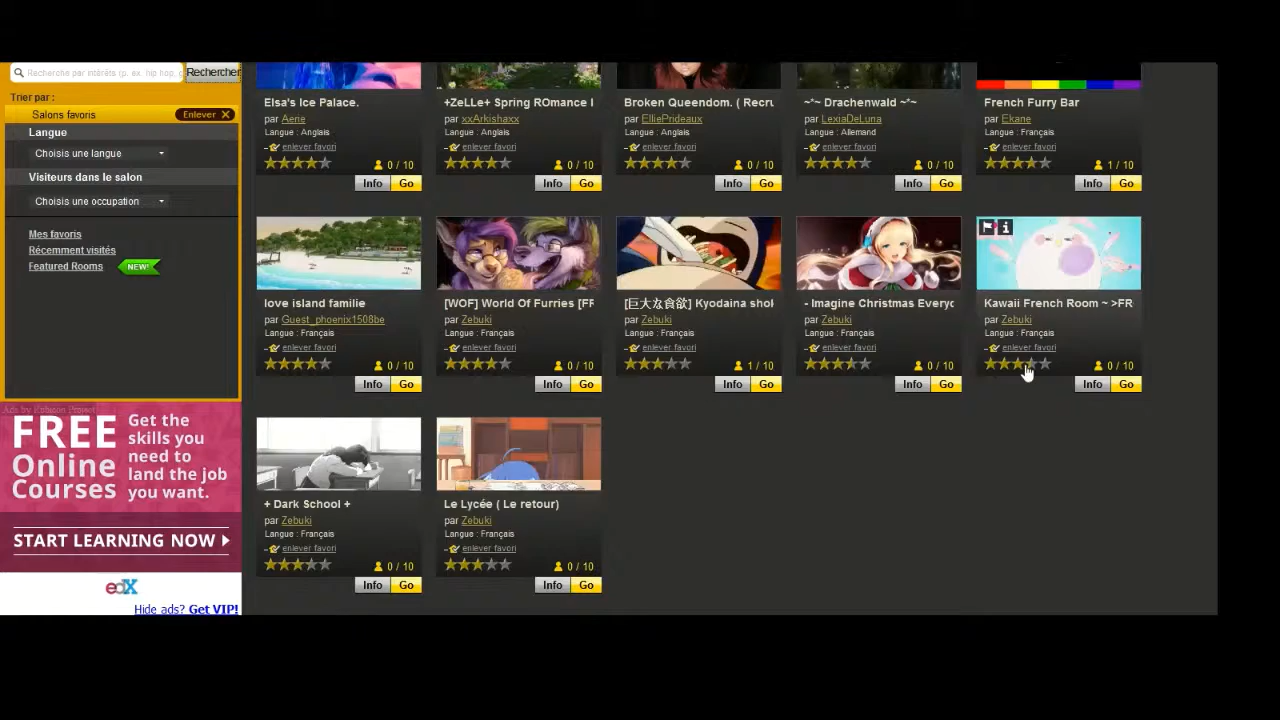 Recherche par intérêts (p. ex. hip hop, g
Rechercher
Trier par :
Salons favoris
Enlever X
Langue
Choisis une langue
Visiteurs dans le salon
Choisis une occupation
Mes favoris
Récemment visités
Featured Rooms
NEW!
FREE
Online
Courses
Get the
skills you
need to
land the job
you want.
START LEARNING NOW
edX
Hide ads? Get VIP!
Elsa's Ice Palace.
par Aene
Langue : Anglais
enlever favori
0 / 10
Info Go
+ZeLLe+ Spring ROmance I
par xxArkishaxx
Langue : Anglais
enlever favori
0 / 10
Info Go
Broken Queendom. ( Recru
par ElliePrideaux
Langue : Anglais
enlever favori
0 / 10
Info Go
~*~ Drachenwald ~*~
par LexiaDeLuna
Langue : Allemand
enlever favori
0 / 10
Info Go
French Furry Bar
par Ekane
Langue : Français
enlever favori
1 / 10
Info Go
love island familie
par Guest_phoenix1508be
Langue : Français
enlever favori
0 / 10
Info Go
[WOF] World Of Furries [FR
par Zebuki
Langue : Français
enlever favori
0 / 10
Info Go
[巨大な食欲] Kyodaina shok
par Zebuki
Langue : Français
enlever favori
1 / 10
Info Go
- Imagine Christmas Everyc
par Zebuki
Langue : Français
enlever favori
0 / 10
Info Go
Kawaii French Room ~ >FR
par Zebuki
Langue : Français
enlever favori
0 / 10
Info Go
+ Dark School +
par Zebuki
Langue : Français
enlever favori
0 / 10
Info Go
Le Lycée ( Le retour)
par Zebuki
Langue : Français
enlever favori
0 / 10
Info Go